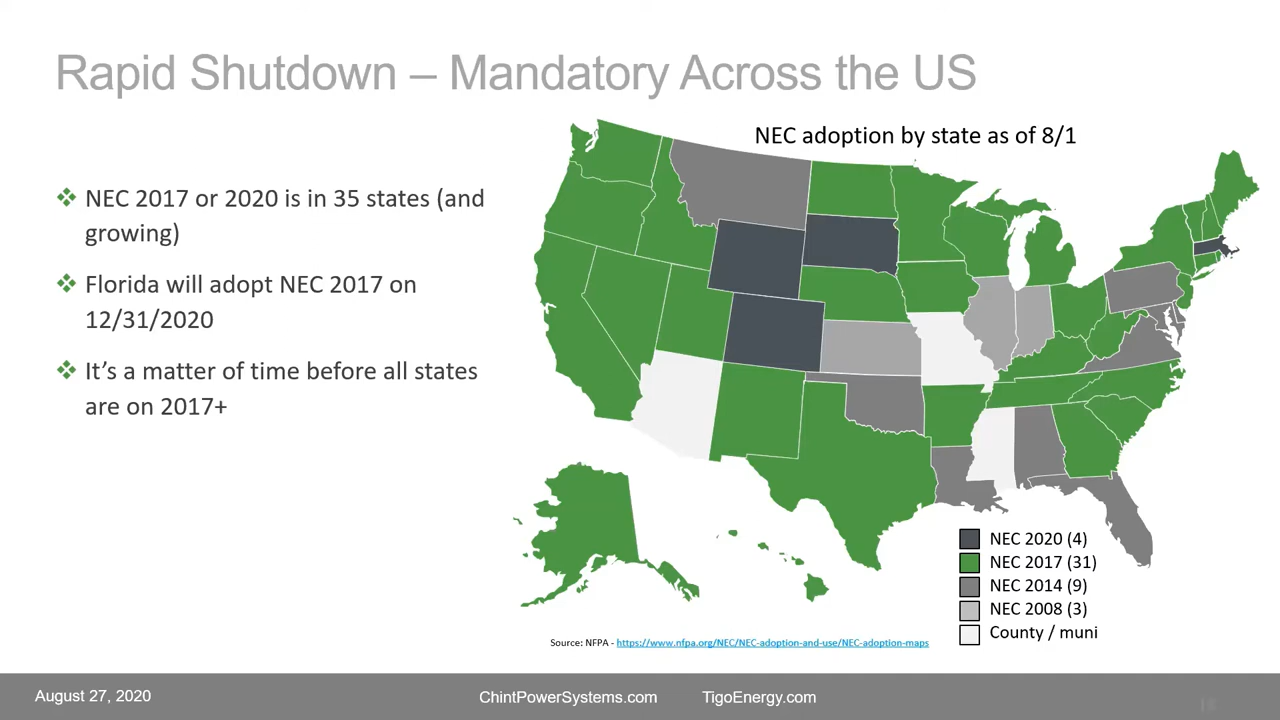 Rapid Shutdown – Mandatory Across the US
NEC adoption by state as of 8/1
❖ NEC 2017 or 2020 is in 35 states (and
growing)
❖ Florida will adopt NEC 2017 on
12/31/2020
❖ It’s a matter of time before all states
are on 2017+
NEC 2020 (4)
NEC 2017 (31)
NEC 2014 (9)
NEC 2008 (3)
County / muni
Source: NFPA - https://www.nfpa.org/NEC/NEC-adoption-and-use/NEC-adoption-maps
August 27, 2020
ChintPowerSystems.com
TigoEnergy.com